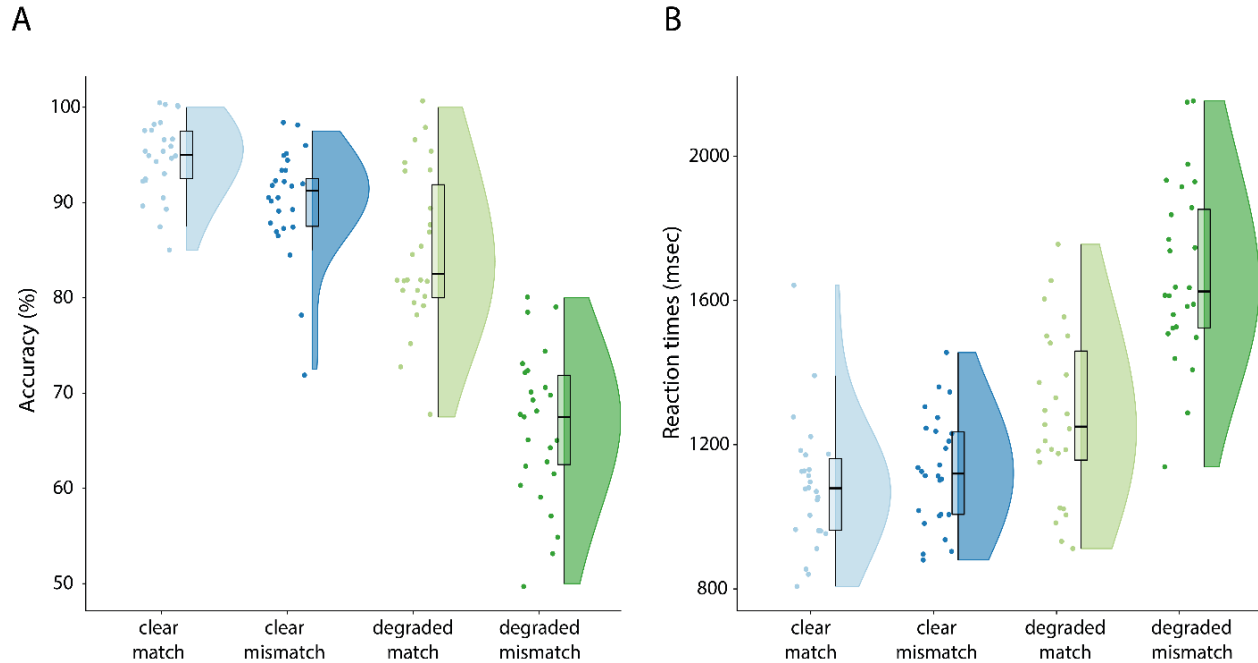 A
Accuracy (%)
100
90
80
70
60
50
clear
match
clear
mismatch
degraded
match
degraded
mismatch
B
Reaction times (msec)
2000
1600
1200
800
clear
match
clear
mismatch
degraded
match
degraded
mismatch